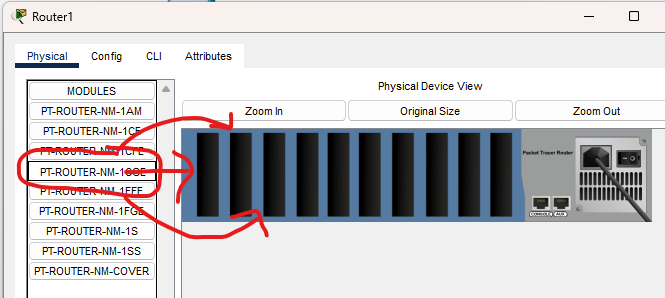 Router1
Physical Config CLI Attributes
MODULES
PT-ROUTER-NM-1AM
PT-ROUTER-NM-1CE
PT-ROUTER-NM-1CFE
PT-ROUTER-NM-1CGE
PT-ROUTER-NM-1FFE
PT-ROUTER-NM-1FGE
PT-ROUTER-NM-1S
PT-ROUTER-NM-1SS
PT-ROUTER-NM-COVER
Physical Device View
Zoom In Original Size Zoom Out
Packet Tracer Router
CONSOLE AUX